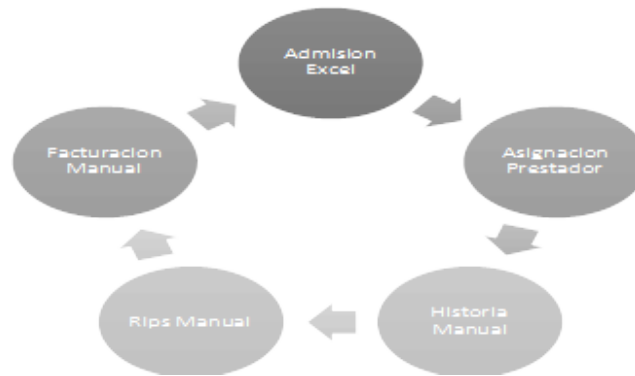 Admision
Excel
Asignacion
Prestador
Historia
Manual
Rips Manual
Facturacion
Manual